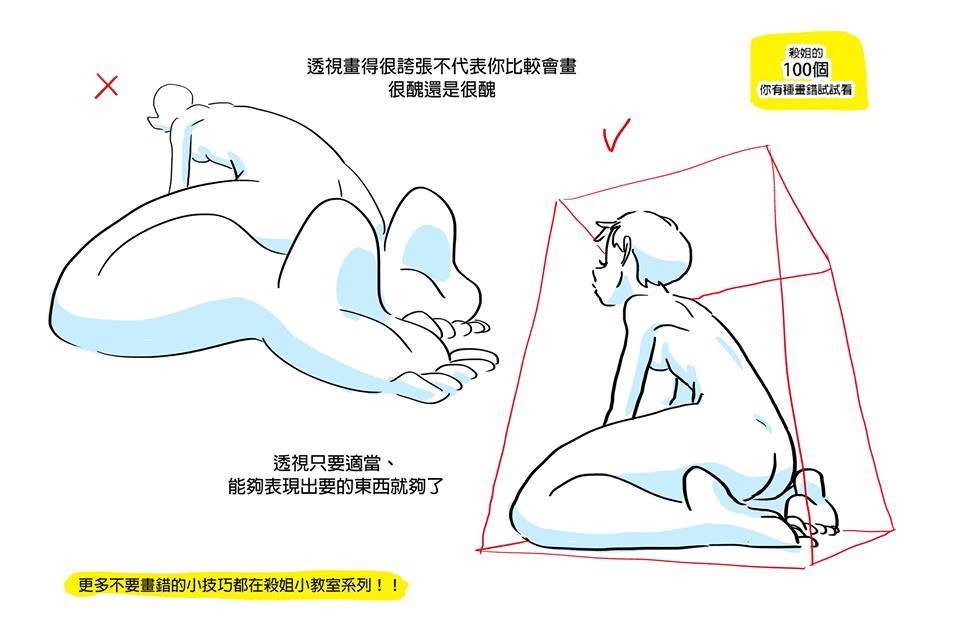 透視畫得很誇張不代表你比較會畫
很醜還是很醜
殺姐的
100個
你有種畫錯試試看
透視只要適當、
能夠表現出要的東西就夠了
更多不要畫錯的小技巧都在殺姐小教室系列！！